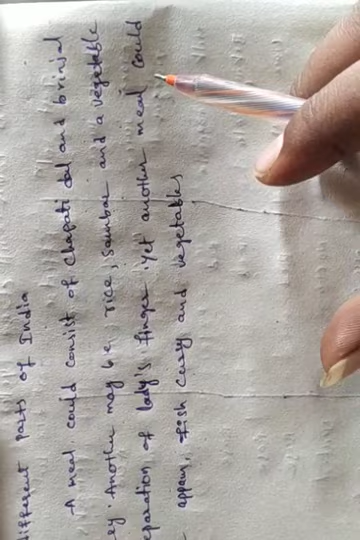 different parts of India
A meal could consist of chapati dal and brinjal
ey. Another may be rice, sambar and a vegetable
eparation of lady's finger. yet another meal could
appam, fish curry and vegetables